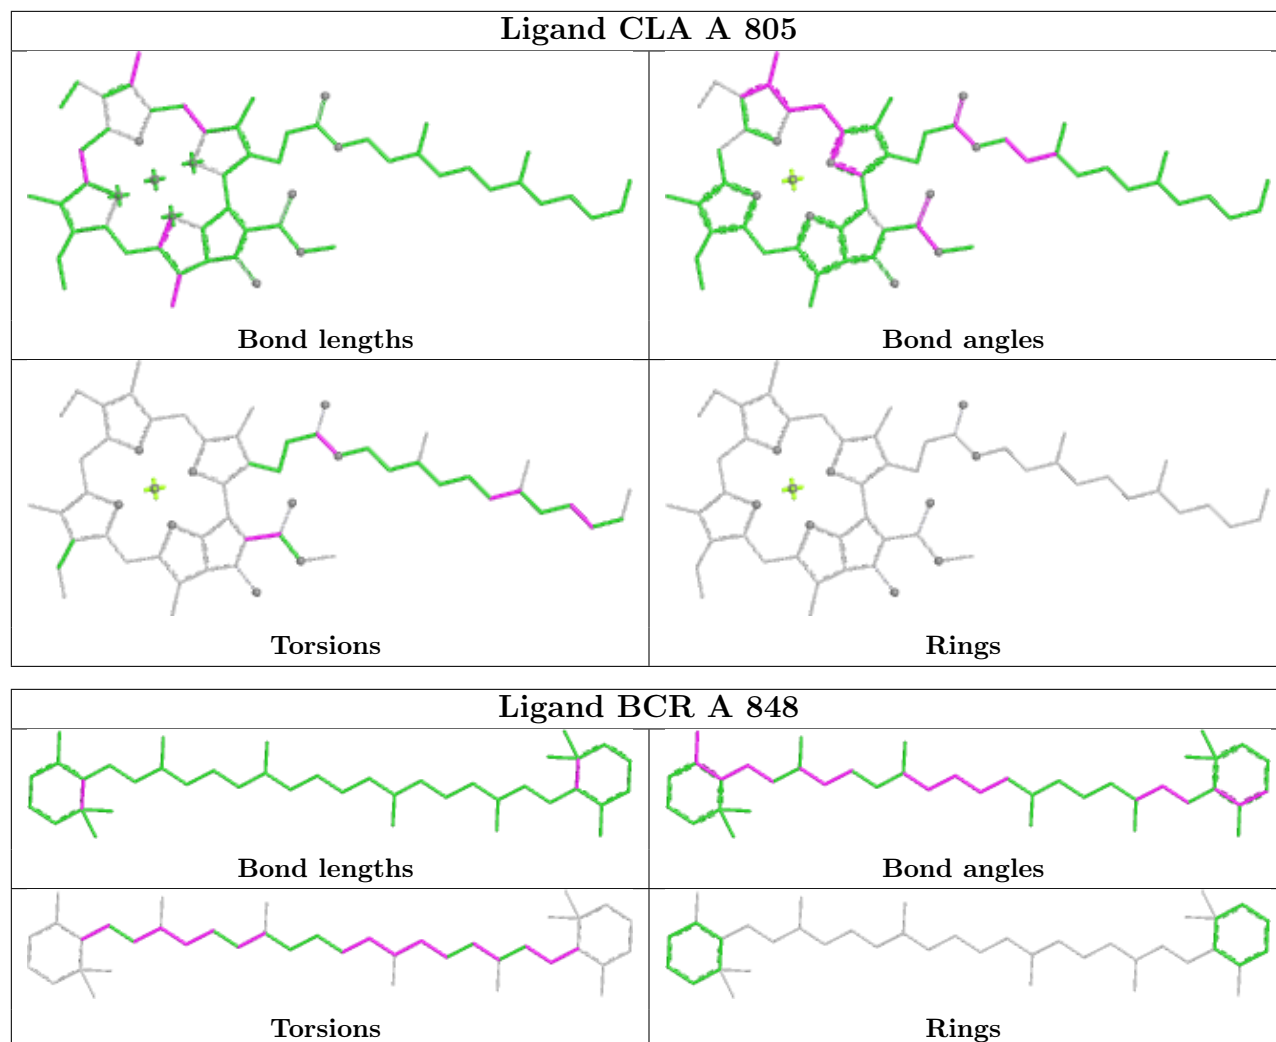 Ligand CLA A 805
Bond lengths
Bond angles
Torsions
Rings
Ligand BCR A 848
Bond lengths
Bond angles
Torsions
Rings